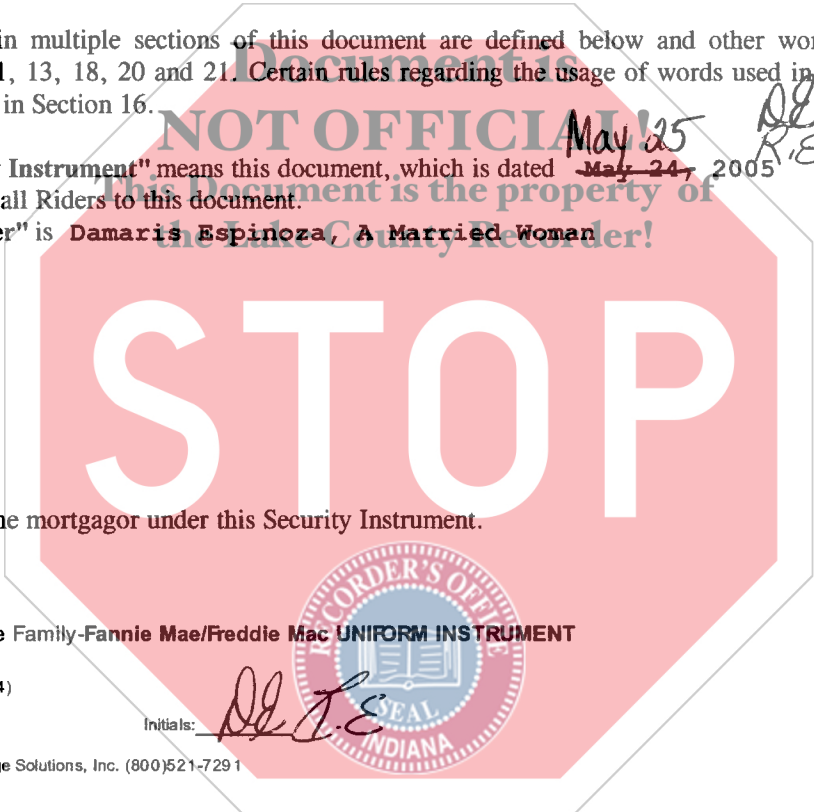 in multiple sections of this document are defined below and other wor
1, 13, 18, 20 and 21. Certain rules regarding the usage of words used in
in Section 16.
Document is
NOT OFFICIAL!
This Document is the property of
the Lake County Recorder!
May 25
DE
R.E
Instrument" means this document, which is dated May 24, 2005
all Riders to this document.
er" is Damaris Espinoza, A Married Woman
STOP
ne mortgagor under this Security Instrument.
RECORDER'S OFFICE
SEAL
INDIANA
e Family-Fannie Mae/Freddie Mac UNIFORM INSTRUMENT
4)
Initials: DE R.E
ge Solutions, Inc. (800)521-7291